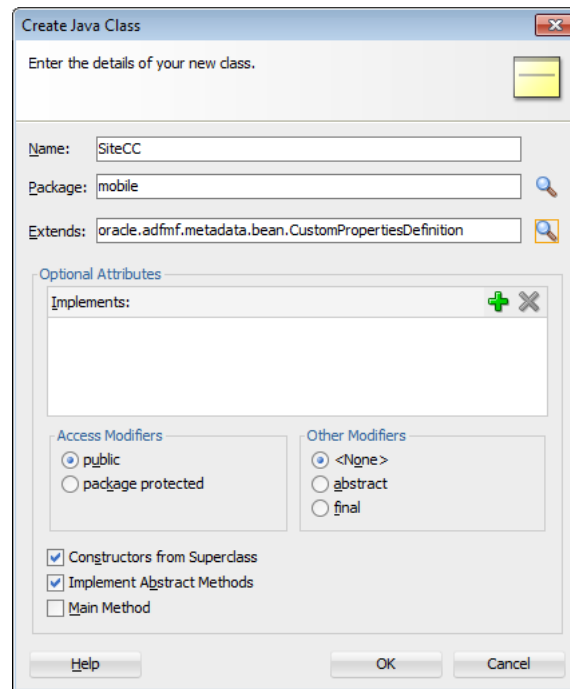 Create Java Class
Enter the details of your new class.
Name: SiteCC
Package: mobile
Extends: oracle.adfmf.metadata.bean.CustomPropertiesDefinition
Optional Attributes
Implements:
Access Modifiers
public
package protected
Other Modifiers
<None>
abstract
final
Constructors from Superclass
Implement Abstract Methods
Main Method
Help OK Cancel